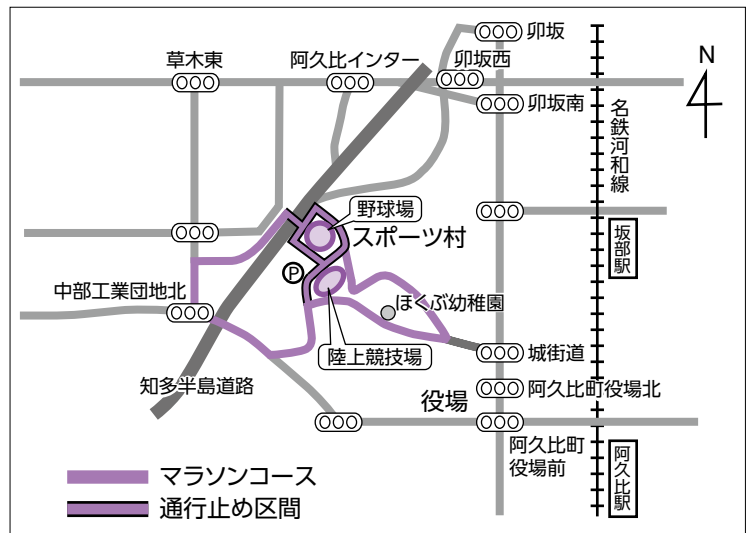 卯坂
草木東
阿久比インター
卯坂西
N
卯坂南
名鉄河和線
野球場
スポーツ村
坂部駅
P
中部工業団地北
ほくぶ幼稚園
陸上競技場
城街道
知多半島道路
役場
阿久比町役場北
阿久比町
役場前
阿久比駅
マラソンコース
通行止め区間